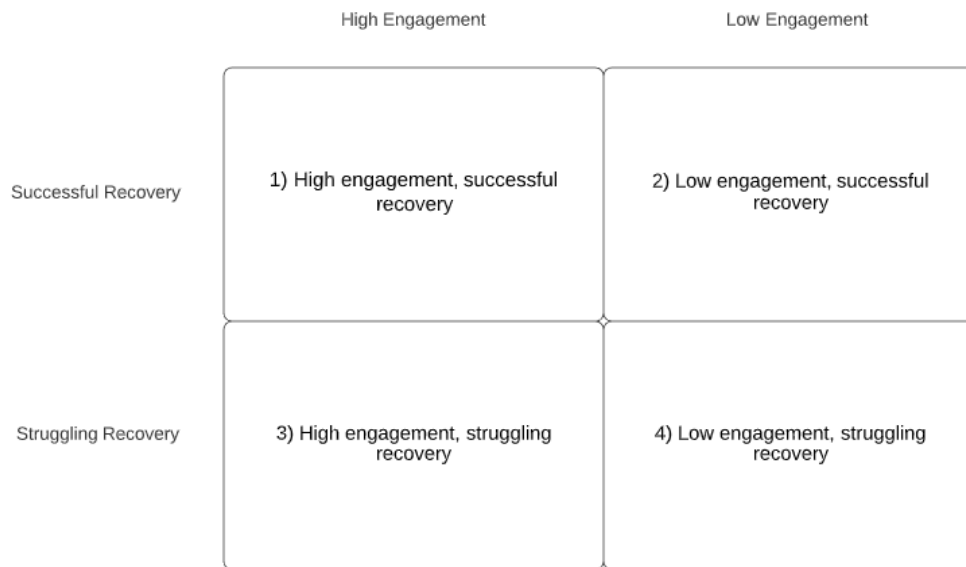 High Engagement
Low Engagement
Successful Recovery
1) High engagement, successful
recovery
2) Low engagement, successful
recovery
Struggling Recovery
3) High engagement, struggling
recovery
4) Low engagement, struggling
recovery